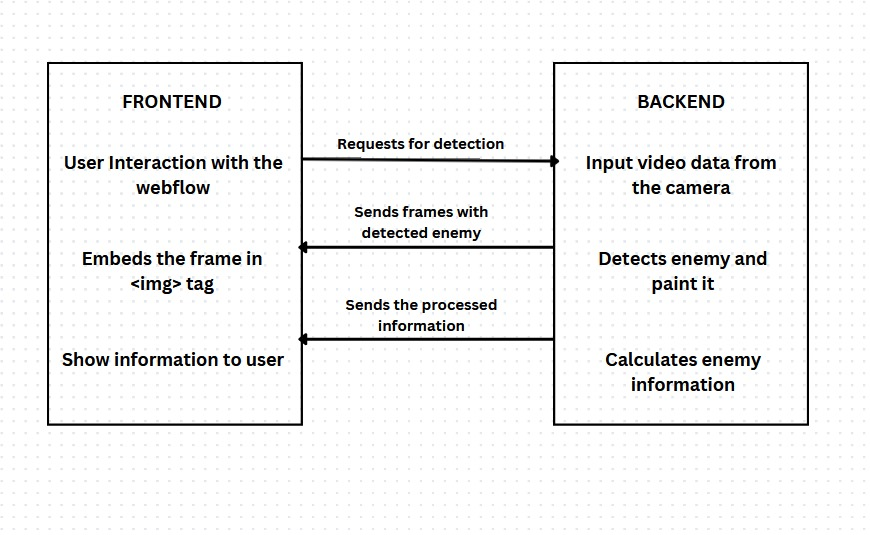 FRONTEND
User Interaction with the
webflow
Embeds the frame in
<img> tag
Show information to user
Requests for detection
Sends frames with
detected enemy
Sends the processed
information
BACKEND
Input video data from
the camera
Detects enemy and
paint it
Calculates enemy
information